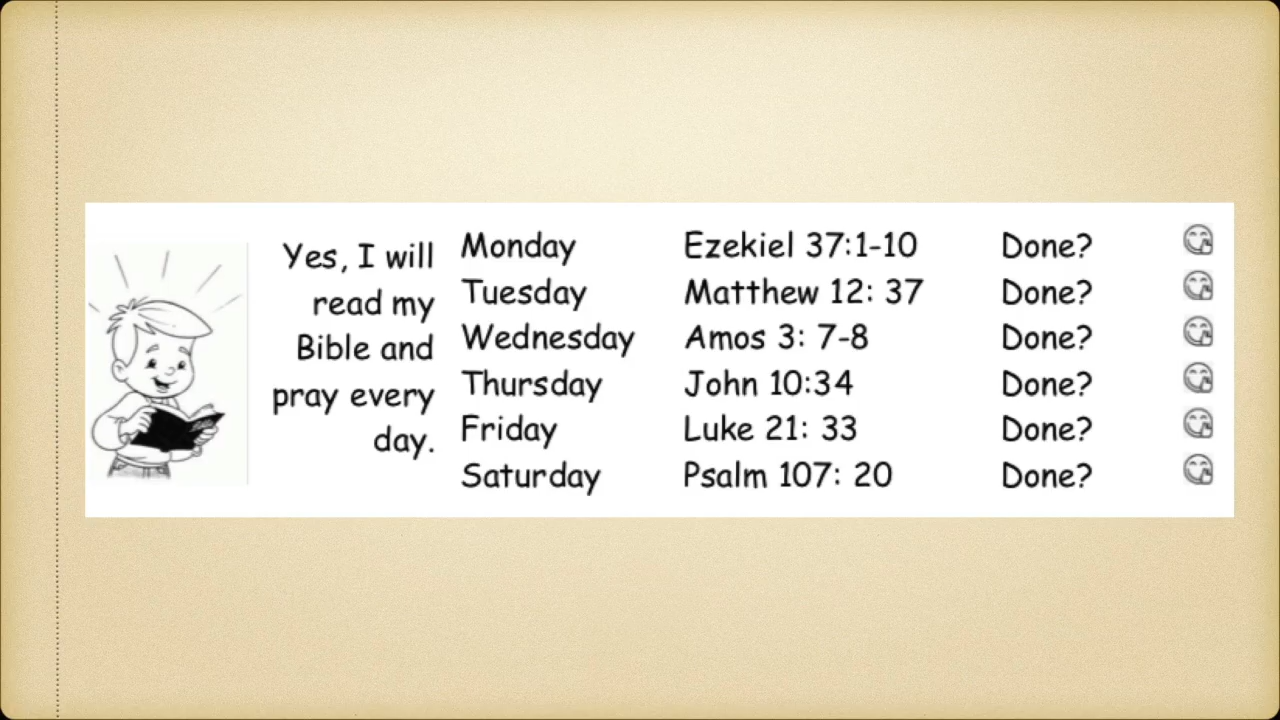 Yes, I will
read my
Bible and
pray every
day.
Monday Ezekiel 37:1-10 Done?
Tuesday Matthew 12: 37 Done?
Wednesday Amos 3: 7-8 Done?
Thursday John 10:34 Done?
Friday Luke 21: 33 Done?
Saturday Psalm 107: 20 Done?